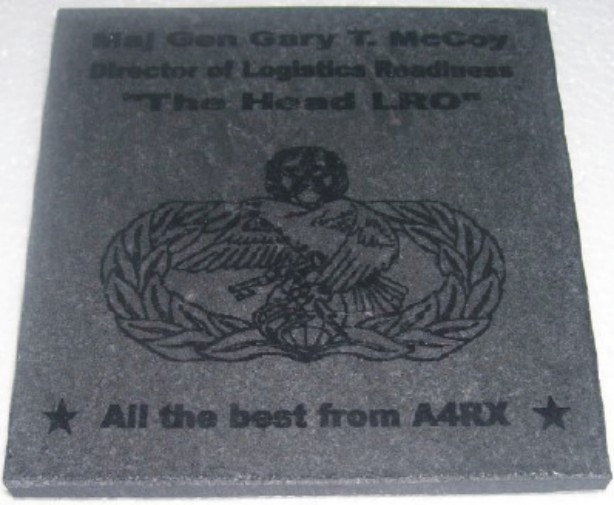 Maj Gen Gary T. McCoy
Director of Logistics Readiness
"The Head LRO"
All the best from A4RX